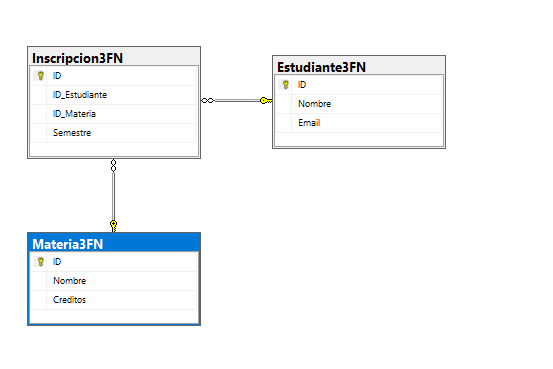 Inscripcion3FN
ID
ID_Estudiante
ID_Materia
Semestre
Estudiante3FN
ID
Nombre
Email
Materia3FN
ID
Nombre
Creditos